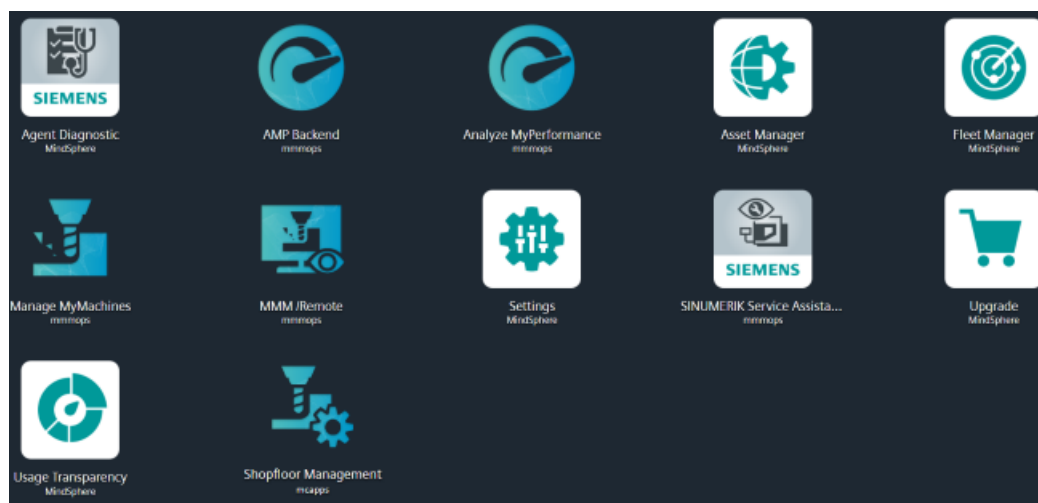 SIEMENS
Agent Diagnostic
MindSphere
AMP Backend
mmmops
Analyze MyPerformance
mmmops
Asset Manager
MindSphere
Fleet Manager
MindSphere
Manage MyMachines
mmmops
MMM /Remote
mmmops
Settings
MindSphere
SIEMENS
SINUMERIK Service Assista...
mmmops
Upgrade
MindSphere
Usage Transparency
MindSphere
Shopfloor Management
mcapps